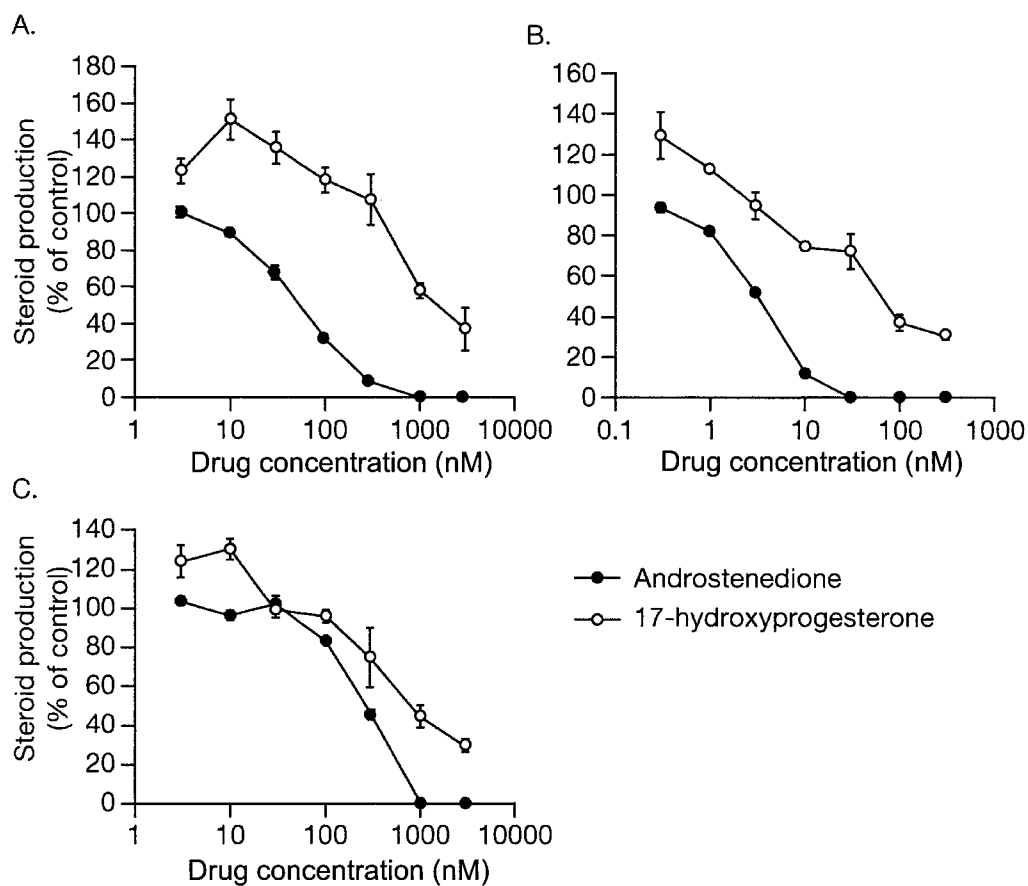 A.
180
160
140
120
100
80
60
40
20
0
Steroid production
(% of control)
1 10 100 1000 10000
Drug concentration (nM)
B.
160
140
120
100
80
60
40
20
0
0.1 1 10 100 1000
Drug concentration (nM)
C.
140
120
100
80
60
40
20
0
Steroid production
(% of control)
1 10 100 1000 10000
Drug concentration (nM)
Androstenedione
17-hydroxyprogesterone